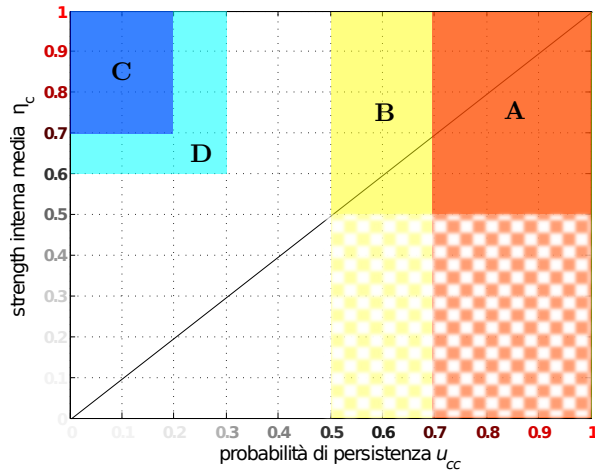 1
0.9
0.8
0.7
0.6
0.5
0.4
0.3
0.2
0.1
0
strength interna media η_c
C
D
B
A
0 0.1 0.2 0.3 0.4 0.5 0.6 0.7 0.8 0.9 1
probabilità di persistenza u_cc